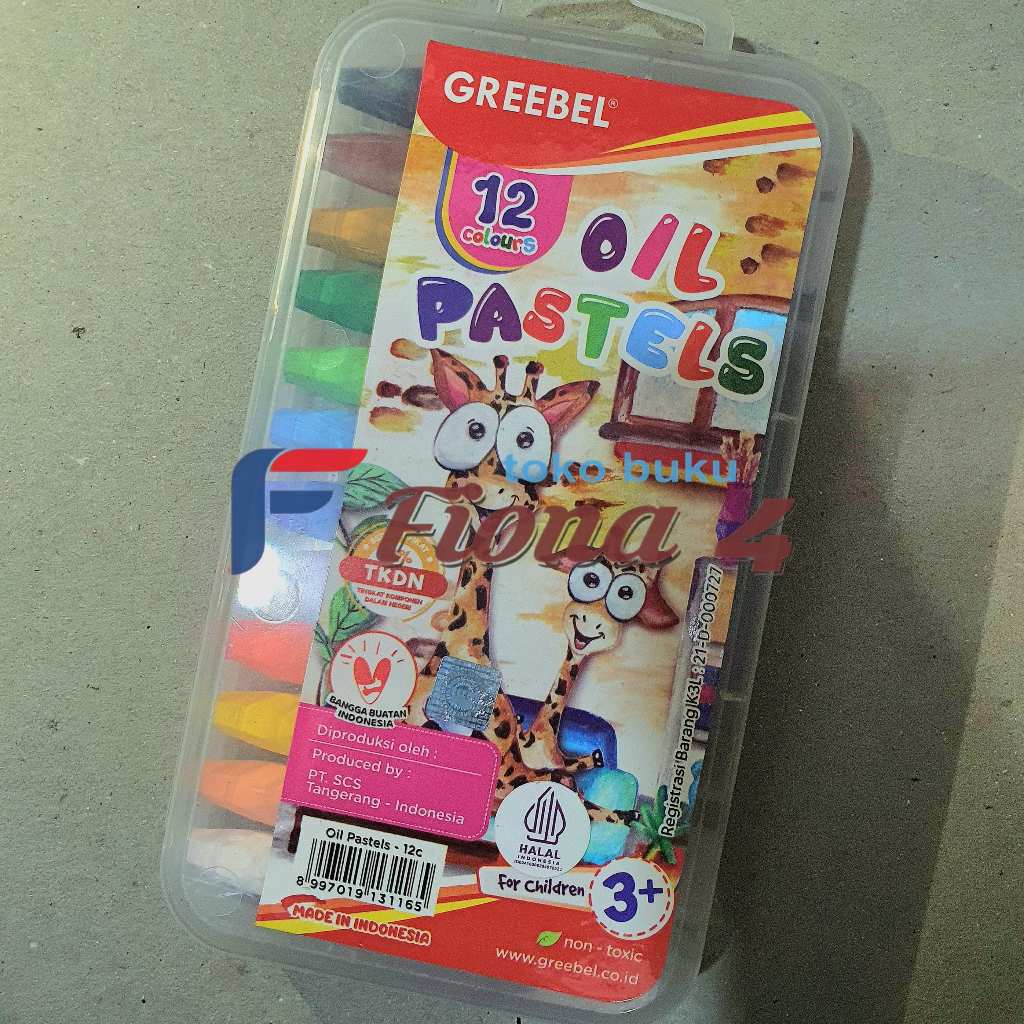 GREEBEL®
12
colours
OIL
PASTELS
toko buku
Fiona 4
TKDN
TINGKAT KOMPONEN
DALAM NEGERI
BANGGA BUATAN
INDONESIA
Registrasi Barang K3L : 21-D-000727
Diproduksi oleh :
Produced by :
PT. SCS
Tangerang - Indonesia
HALAL
INDONESIA
Oil Pastels - 12c
8 997019 131165
For Children
3+
MADE IN INDONESIA
non - toxic
www.greebel.co.id